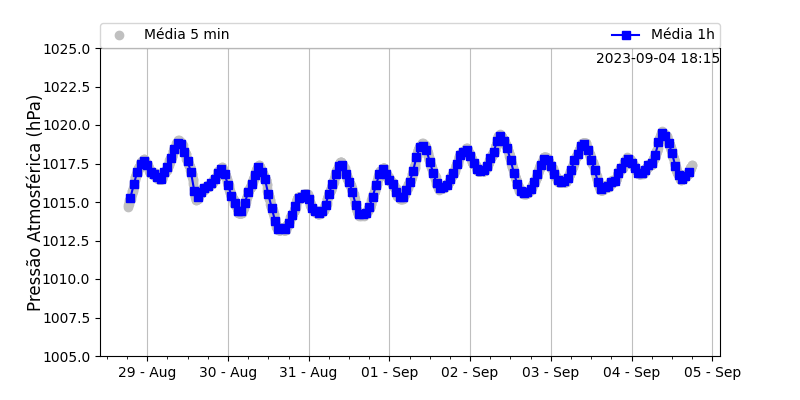 Média 5 min
Média 1h
2023-09-04 18:15
Pressão Atmosférica (hPa)
1025.0
1022.5
1020.0
1017.5
1015.0
1012.5
1010.0
1007.5
1005.0
29 - Aug
30 - Aug
31 - Aug
01 - Sep
02 - Sep
03 - Sep
04 - Sep
05 - Sep